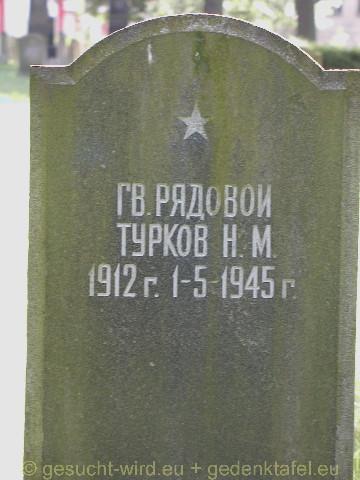 ГВ. РЯДОВОЙ
ТУРКОВ Н. М.
1912 г. 1-5-1945 г.
© gesucht-wird.eu + gedenktafel.eu